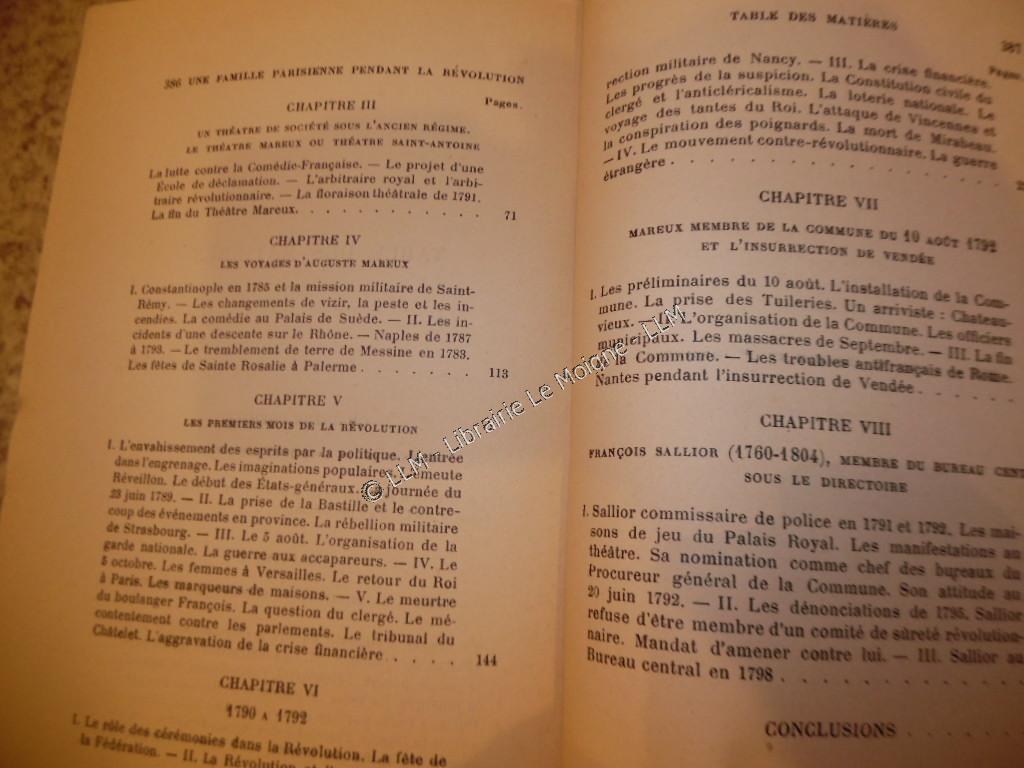 386 UNE FAMILLE PARISIENNE PENDANT LA RÉVOLUTION
Pages.
CHAPITRE III
UN THÉATRE DE SOCIÉTÉ SOUS L'ANCIEN RÉGIME.
LE THÉATRE MAREUX OU THÉATRE SAINT-ANTOINE
La lutte contre la Comédie-Française. — Le projet d'une
École de déclamation. — L'arbitraire royal et l'arbi-
traire révolutionnaire. — La floraison théâtrale de 1791.
La fin du Théâtre Mareux. . . . . . . . . . . 71
CHAPITRE IV
LES VOYAGES D'AUGUSTE MAREUX
I. Constantinople en 1785 et la mission militaire de Saint-
Rémy. — Les changements de vizir, la peste et les in-
cendies. La comédie au Palais de Suède. — II. Les in-
cidents d'une descente sur le Rhône. — Naples de 1787
à 1793. — Le tremblement de terre de Messine en 1783.
Les fêtes de Sainte Rosalie à Palerme . . . . . . . 113
CHAPITRE V
LES PREMIERS MOIS DE LA RÉVOLUTION
I. L'envahissement des esprits par la politique. L'entrée
dans l'engrenage. Les imaginations populaires. L'émeute
Réveillon. Le début des États-généraux. La journée du
23 juin 1789. — II. La prise de la Bastille et le contre-
coup des événements en province. La rébellion militaire
de Strasbourg. — III. Le 5 août. L'organisation de la
garde nationale. La guerre aux accapareurs. — IV. Le
5 octobre. Les femmes à Versailles. Le retour du Roi
à Paris. Les marqueurs de maisons. — V. Le meurtre
du boulanger François. La question du clergé. Le mé-
contentement contre les parlements. Le tribunal du
Châtelet. L'aggravation de la crise financière . . . . . 144
CHAPITRE VI
1790 A 1792
I. Le rôle des cérémonies dans la Révolution. La fête de
la Fédération. — II. La Révolution et
TABLE DES MATIÈRES
387
Pages.
rection militaire de Nancy. — III. La crise financière.
Les progrès de la suspicion. La Constitution civile du
clergé et l'anticléricalisme. La loterie nationale. Le
voyage des tantes du Roi. L'attaque de Vincennes et
la conspiration des poignards. La mort de Mirabeau.
— IV. Le mouvement contre-révolutionnaire. La guerre
étrangère . . . . . . . . . . . . .
CHAPITRE VII
MAREUX MEMBRE DE LA COMMUNE DU 10 AOÛT 1792
ET L'INSURRECTION DE VENDÉE
I. Les préliminaires du 10 août. L'installation de la Com-
mune. La prise des Tuileries. Un arriviste : Chateau-
vieux. — II. L'organisation de la Commune. Les officiers
municipaux. Les massacres de Septembre. — III. La fin
de la Commune. — Les troubles antifrançais de Rome.
Nantes pendant l'insurrection de Vendée . . . . .
CHAPITRE VIII
FRANÇOIS SALLIOR (1760-1804), MEMBRE DU BUREAU CENT
SOUS LE DIRECTOIRE
I. Sallior commissaire de police en 1791 et 1792. Les mai-
sons de jeu du Palais Royal. Les manifestations au
théâtre. Sa nomination comme chef des bureaux du
Procureur général de la Commune. Son attitude au
20 juin 1792. — II. Les dénonciations de 1795. Sallior
refuse d'être membre d'un comité de sûreté révolution-
naire. Mandat d'amener contre lui. — III. Sallior au
Bureau central en 1798 . . . . . . . . . .
CONCLUSIONS . . . . . .
© LLM - Librairie Le Moigne - LLM